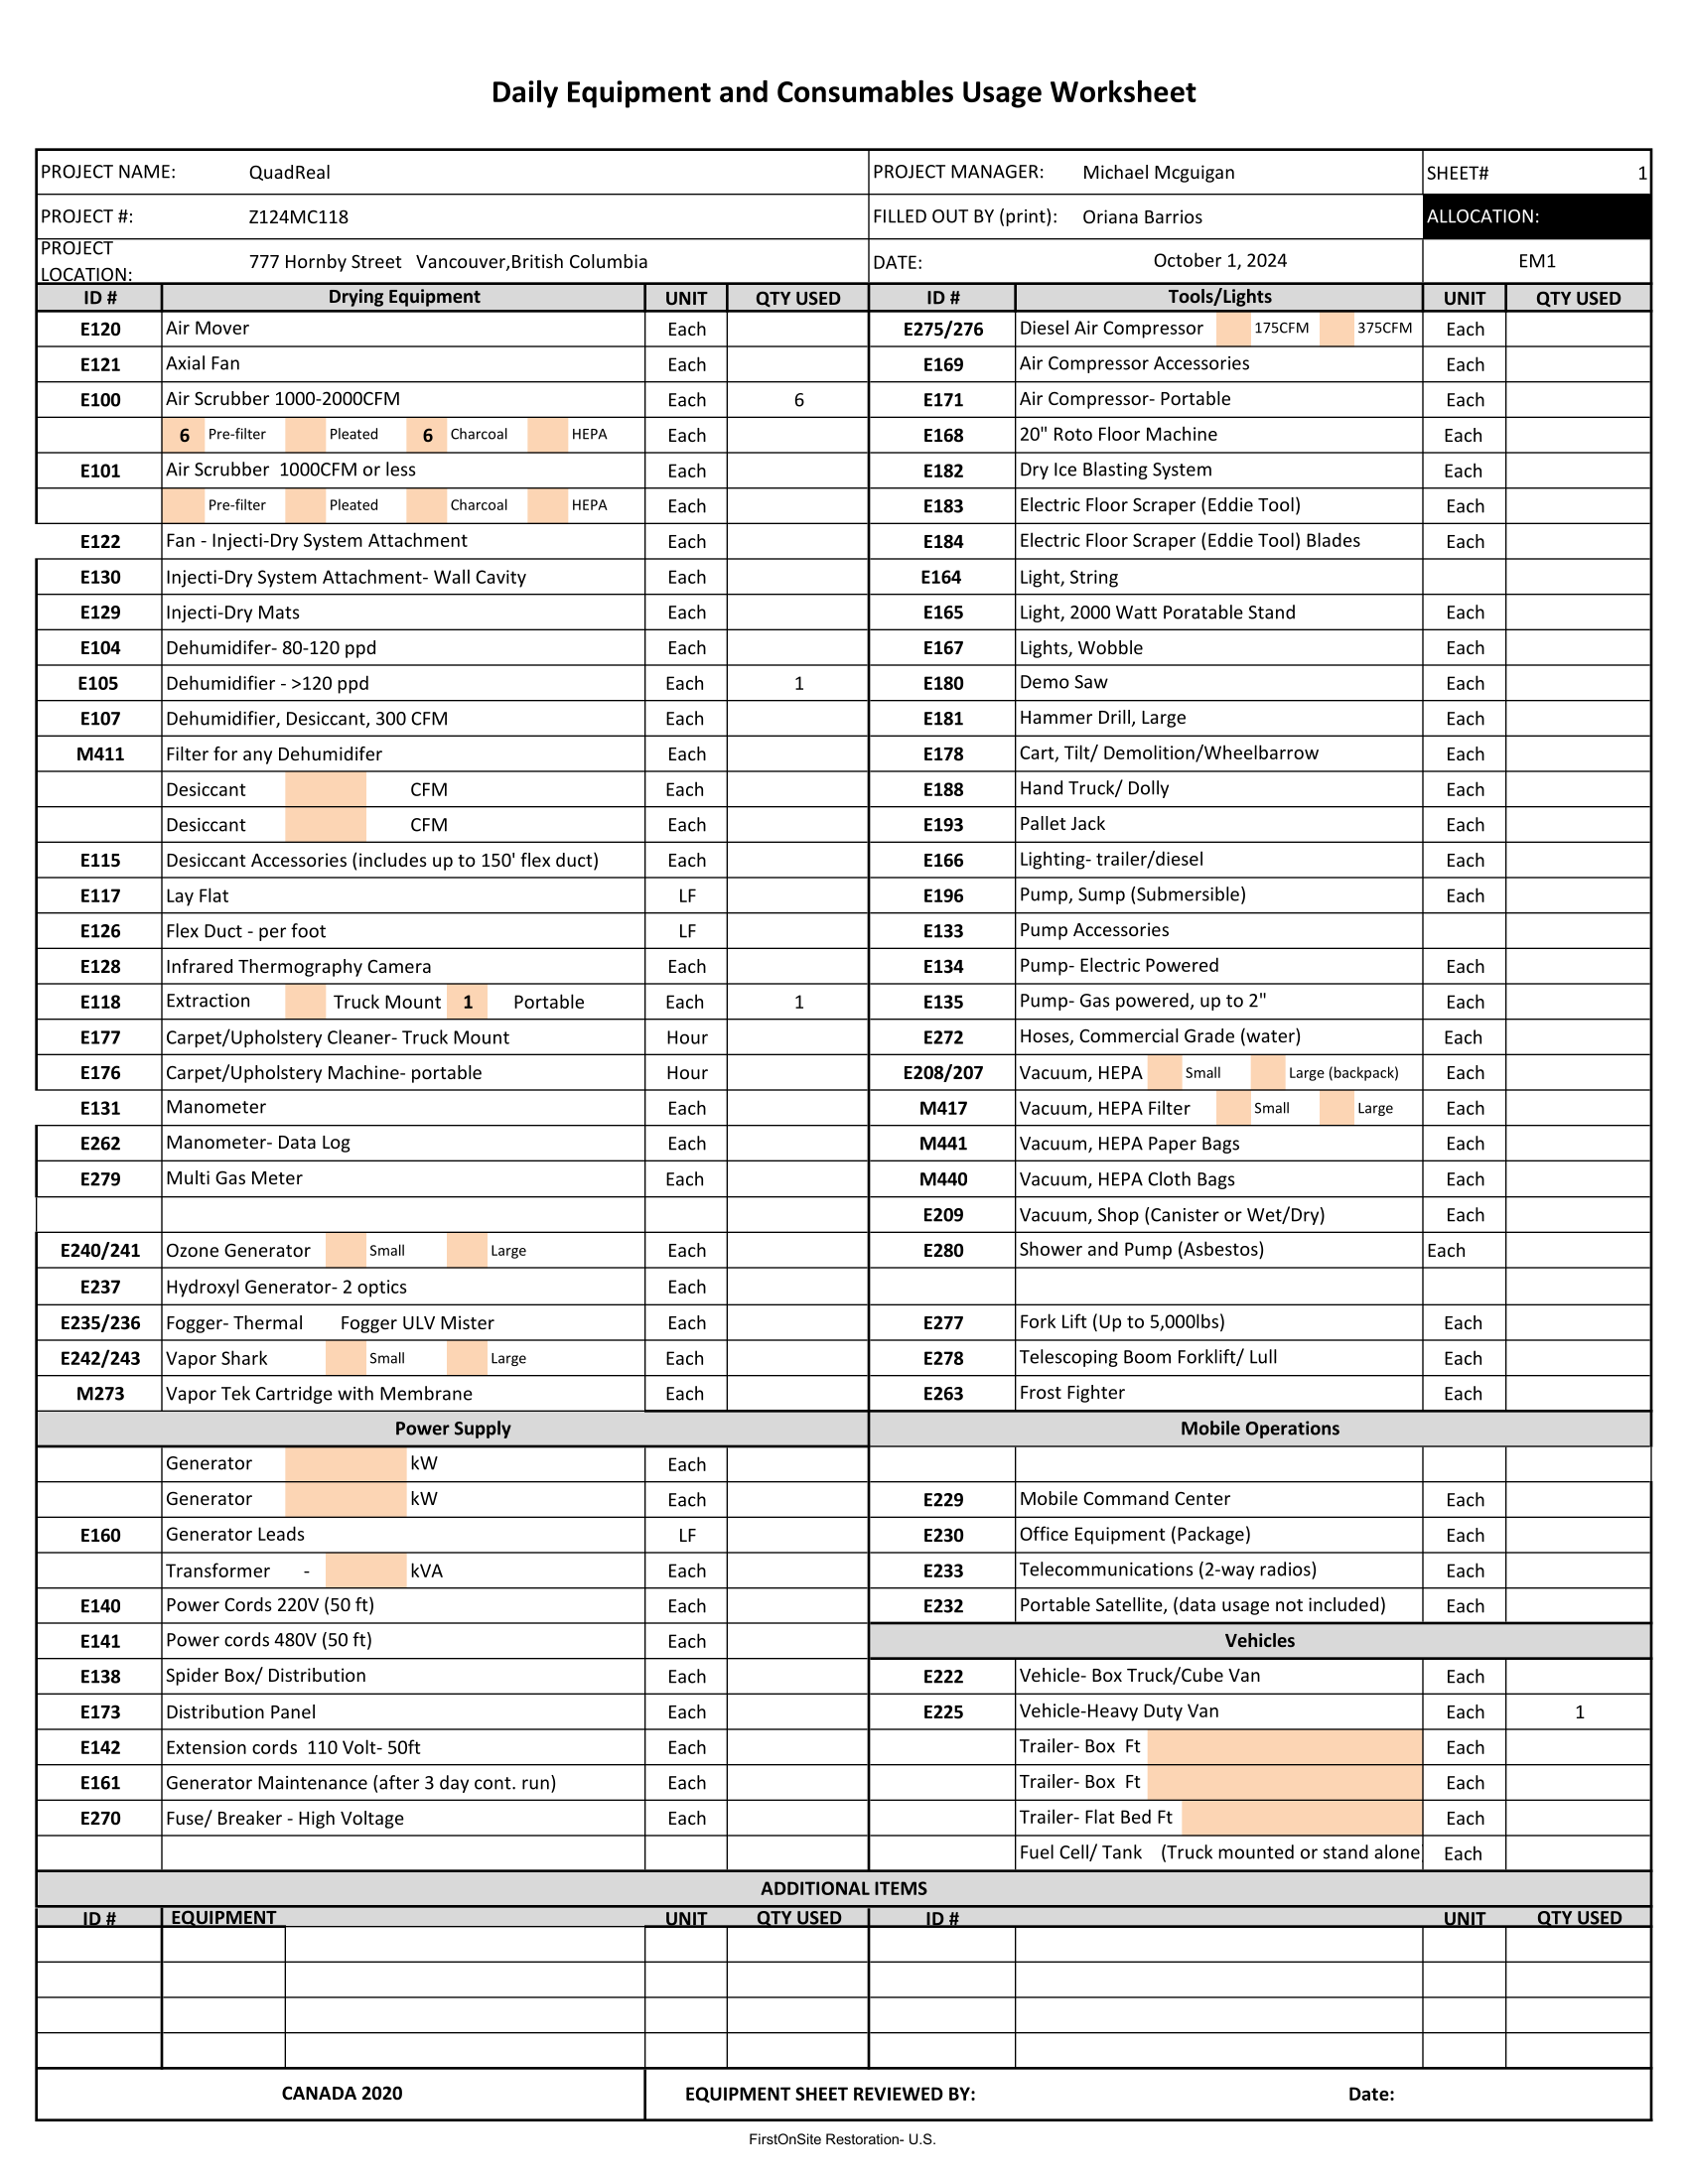 Daily Equipment and Consumables Usage Worksheet
PROJECT NAME: QuadReal PROJECT MANAGER: Michael Mcguigan SHEET# 1
PROJECT #: Z124MC118 FILLED OUT BY (print): Oriana Barrios ALLOCATION:
PROJECT LOCATION: 777 Hornby Street Vancouver,British Columbia DATE: October 1, 2024 EM1
ID # Drying Equipment UNIT QTY USED ID # Tools/Lights UNIT QTY USED
E120 Air Mover Each E275/276 Diesel Air Compressor 175CFM 375CFM Each
E121 Axial Fan Each E169 Air Compressor Accessories Each
E100 Air Scrubber 1000-2000CFM Each 6 E171 Air Compressor- Portable Each
6 Pre-filter Pleated 6 Charcoal HEPA Each E168 20" Roto Floor Machine Each
E101 Air Scrubber 1000CFM or less Each E182 Dry Ice Blasting System Each
Pre-filter Pleated Charcoal HEPA Each E183 Electric Floor Scraper (Eddie Tool) Each
E122 Fan - Injecti-Dry System Attachment Each E184 Electric Floor Scraper (Eddie Tool) Blades Each
E130 Injecti-Dry System Attachment- Wall Cavity Each E164 Light, String
E129 Injecti-Dry Mats Each E165 Light, 2000 Watt Poratable Stand Each
E104 Dehumidifer- 80-120 ppd Each E167 Lights, Wobble Each
E105 Dehumidifier - >120 ppd Each 1 E180 Demo Saw Each
E107 Dehumidifier, Desiccant, 300 CFM Each E181 Hammer Drill, Large Each
M411 Filter for any Dehumidifer Each E178 Cart, Tilt/ Demolition/Wheelbarrow Each
Desiccant CFM Each E188 Hand Truck/ Dolly Each
Desiccant CFM Each E193 Pallet Jack Each
E115 Desiccant Accessories (includes up to 150' flex duct) Each E166 Lighting- trailer/diesel Each
E117 Lay Flat LF E196 Pump, Sump (Submersible) Each
E126 Flex Duct - per foot LF E133 Pump Accessories
E128 Infrared Thermography Camera Each E134 Pump- Electric Powered Each
E118 Extraction Truck Mount 1 Portable Each 1 E135 Pump- Gas powered, up to 2" Each
E177 Carpet/Upholstery Cleaner- Truck Mount Hour E272 Hoses, Commercial Grade (water) Each
E176 Carpet/Upholstery Machine- portable Hour E208/207 Vacuum, HEPA Small Large (backpack) Each
E131 Manometer Each M417 Vacuum, HEPA Filter Small Large Each
E262 Manometer- Data Log Each M441 Vacuum, HEPA Paper Bags Each
E279 Multi Gas Meter Each M440 Vacuum, HEPA Cloth Bags Each
E209 Vacuum, Shop (Canister or Wet/Dry) Each
E240/241 Ozone Generator Small Large Each E280 Shower and Pump (Asbestos) Each
E237 Hydroxyl Generator- 2 optics Each
E235/236 Fogger- Thermal Fogger ULV Mister Each E277 Fork Lift (Up to 5,000lbs) Each
E242/243 Vapor Shark Small Large Each E278 Telescoping Boom Forklift/ Lull Each
M273 Vapor Tek Cartridge with Membrane Each E263 Frost Fighter Each
Power Supply Mobile Operations
Generator kW Each
Generator kW Each E229 Mobile Command Center Each
E160 Generator Leads LF E230 Office Equipment (Package) Each
Transformer - kVA Each E233 Telecommunications (2-way radios) Each
E140 Power Cords 220V (50 ft) Each E232 Portable Satellite, (data usage not included) Each
E141 Power cords 480V (50 ft) Each Vehicles
E138 Spider Box/ Distribution Each E222 Vehicle- Box Truck/Cube Van Each
E173 Distribution Panel Each E225 Vehicle-Heavy Duty Van Each 1
E142 Extension cords 110 Volt- 50ft Each Trailer- Box Ft Each
E161 Generator Maintenance (after 3 day cont. run) Each Trailer- Box Ft Each
E270 Fuse/ Breaker - High Voltage Each Trailer- Flat Bed Ft Each
Fuel Cell/ Tank (Truck mounted or stand alone Each
ADDITIONAL ITEMS
ID # EQUIPMENT UNIT QTY USED ID # UNIT QTY USED
CANADA 2020 EQUIPMENT SHEET REVIEWED BY: Date:
FirstOnSite Restoration- U.S.